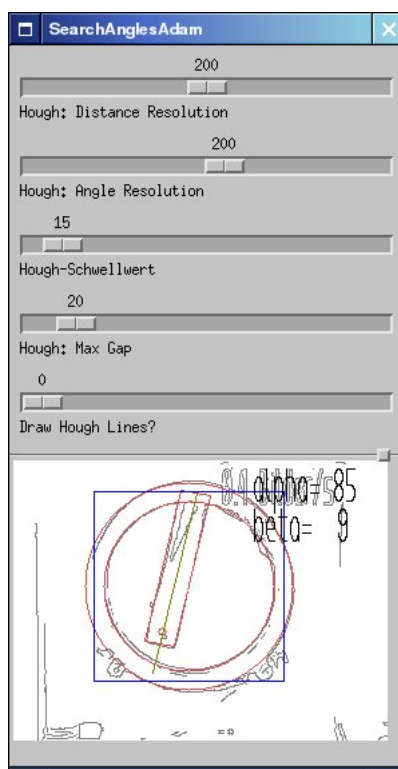 SearchAnglesAdam
200
Hough: Distance Resolution
200
Hough: Angle Resolution
15
Hough-Schwellwert
20
Hough: Max Gap
0
Draw Hough Lines?
alpha= 85
beta= 9